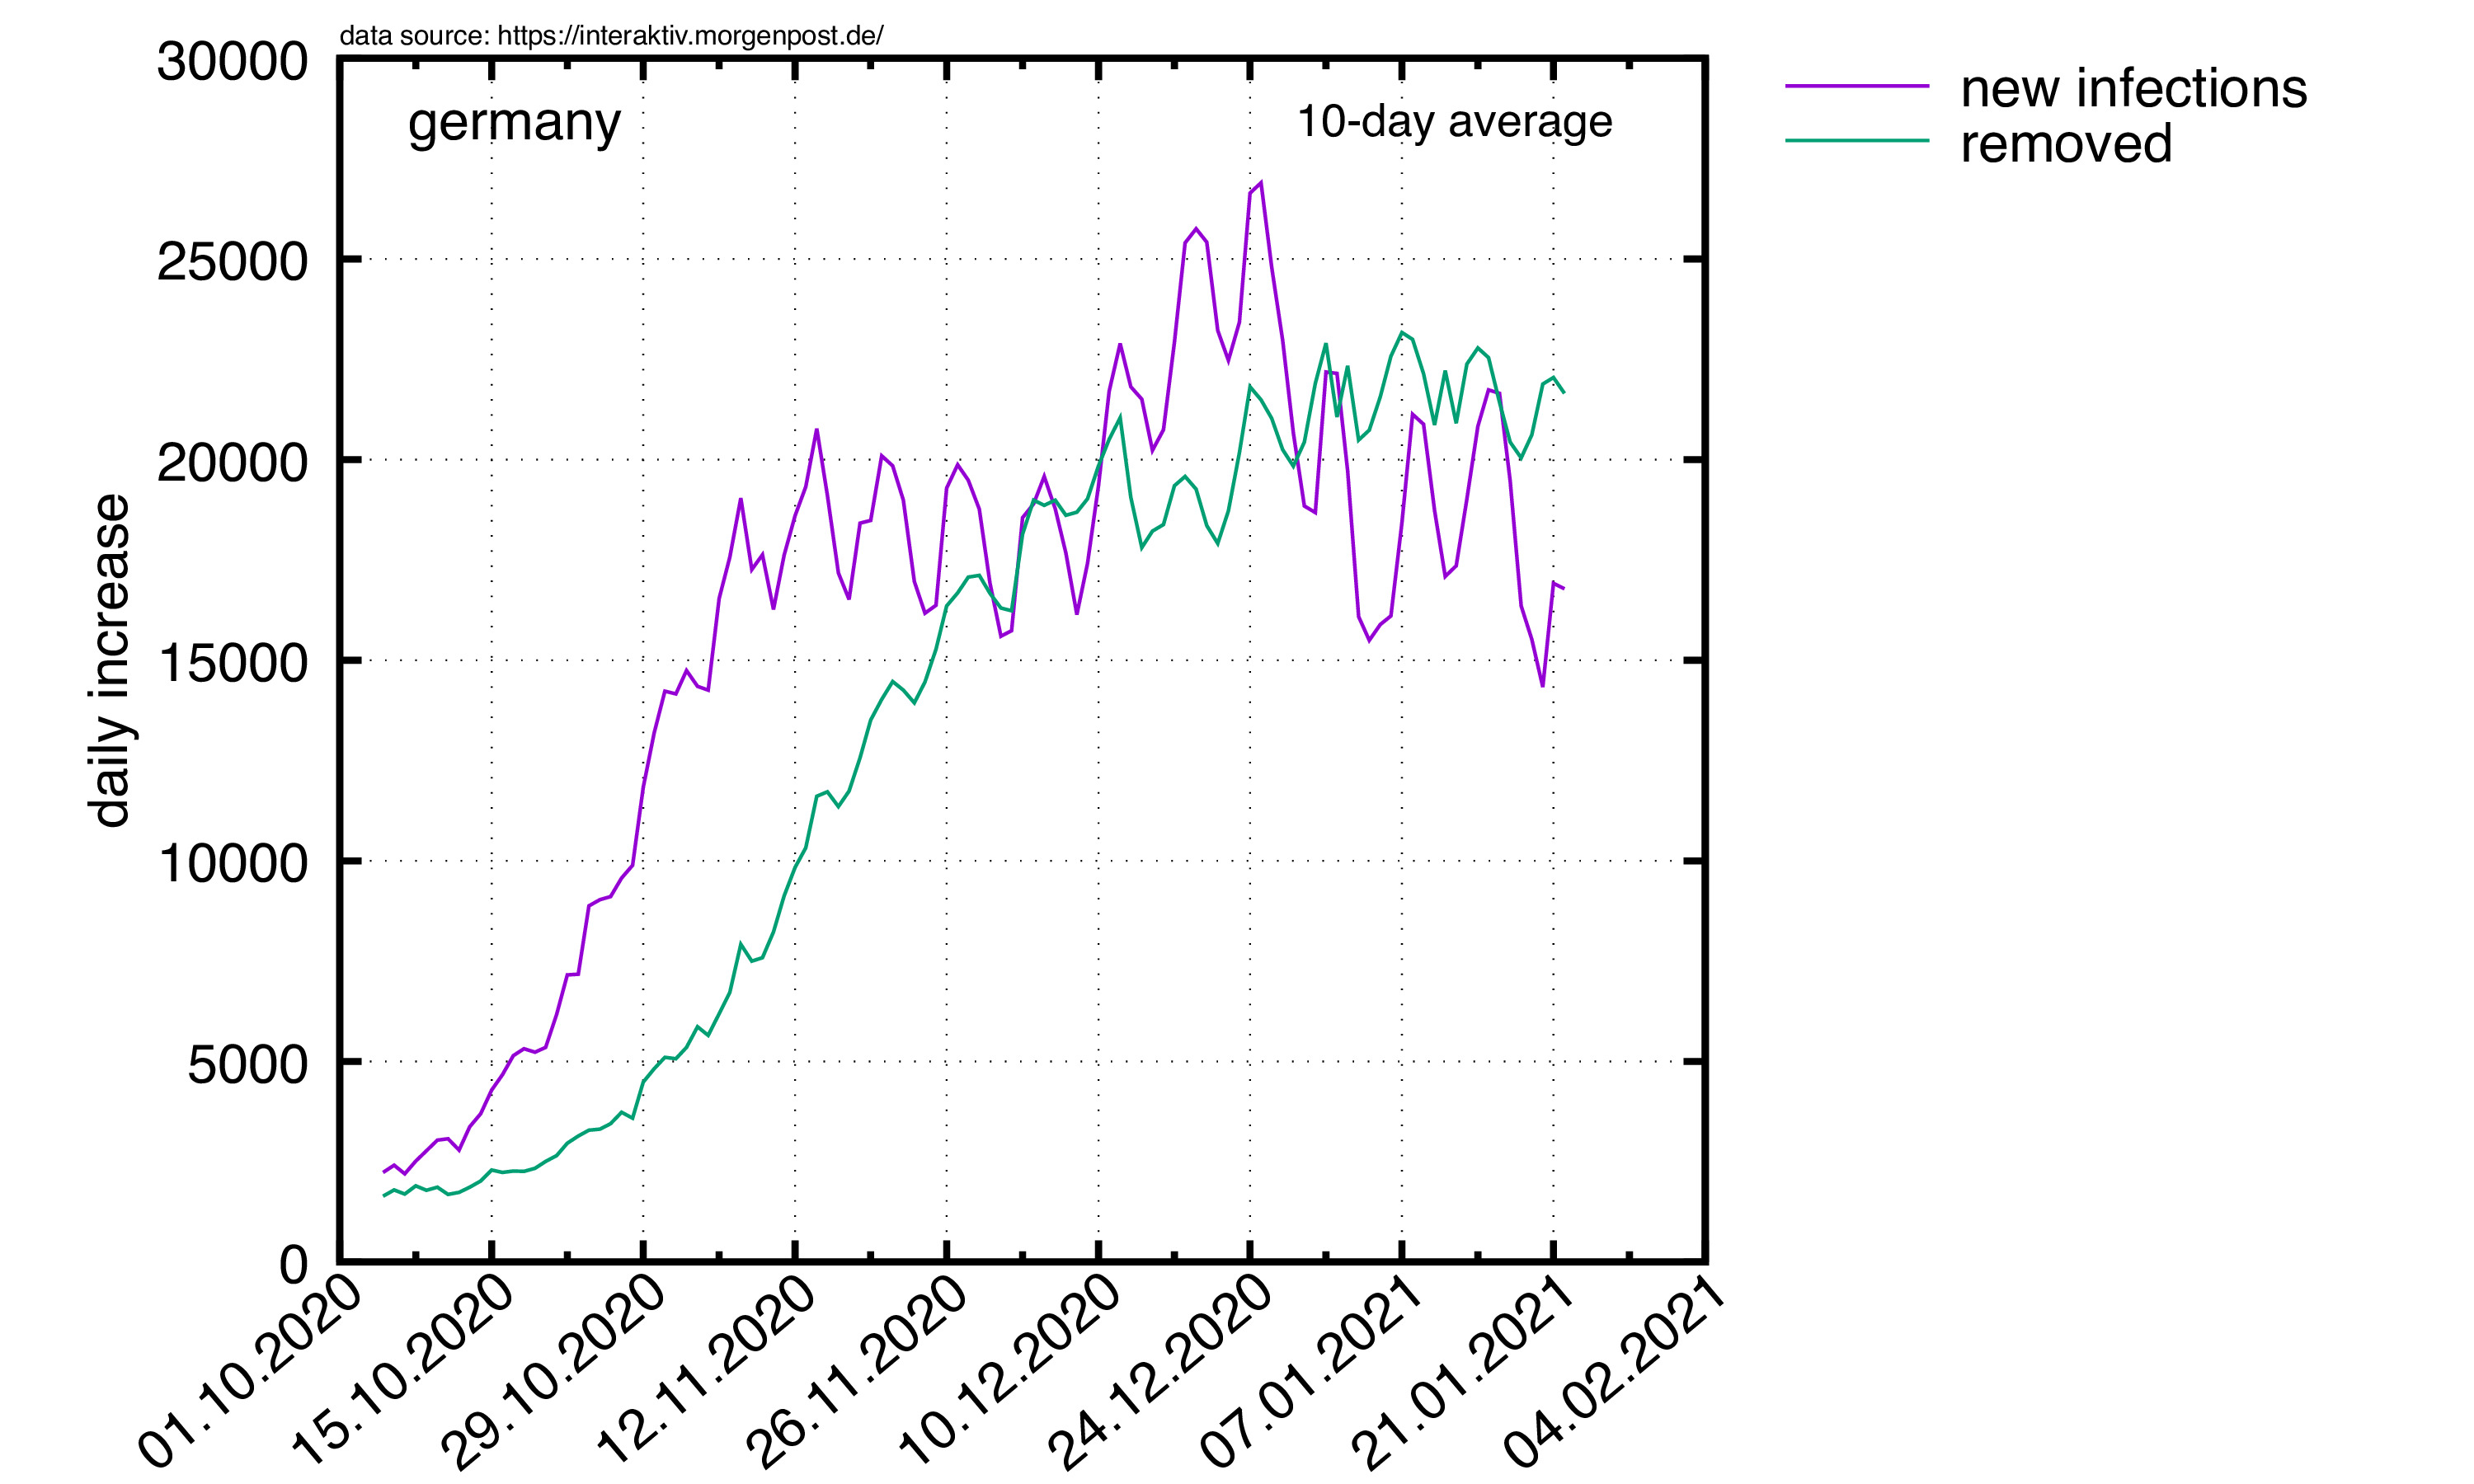 data source: https://interaktiv.morgenpost.de/
germany
10-day average
new infections
removed
daily increase
30000
25000
20000
15000
10000
5000
0
01.10.2020
15.10.2020
29.10.2020
12.11.2020
26.11.2020
10.12.2020
24.12.2020
07.01.2021
21.01.2021
04.02.2021